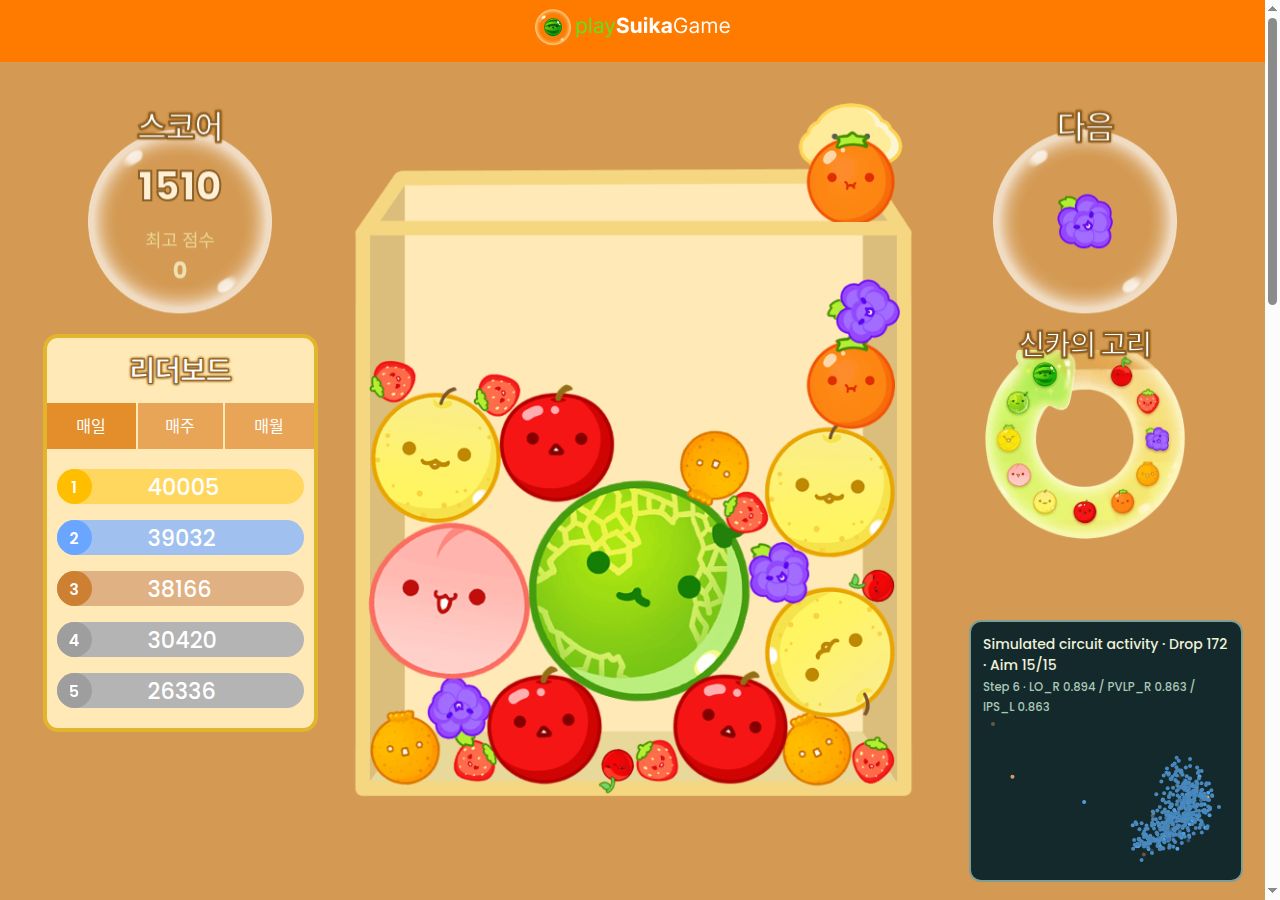 playSuikaGame
스코어
1510
최고 점수
0
다음
신카의 고리
리더보드
매일 매주 매월
1 40005
2 39032
3 38166
4 30420
5 26336
Simulated circuit activity · Drop 172
· Aim 15/15
Step 6 · LO_R 0.894 / PVLP_R 0.863 /
IPS_L 0.863